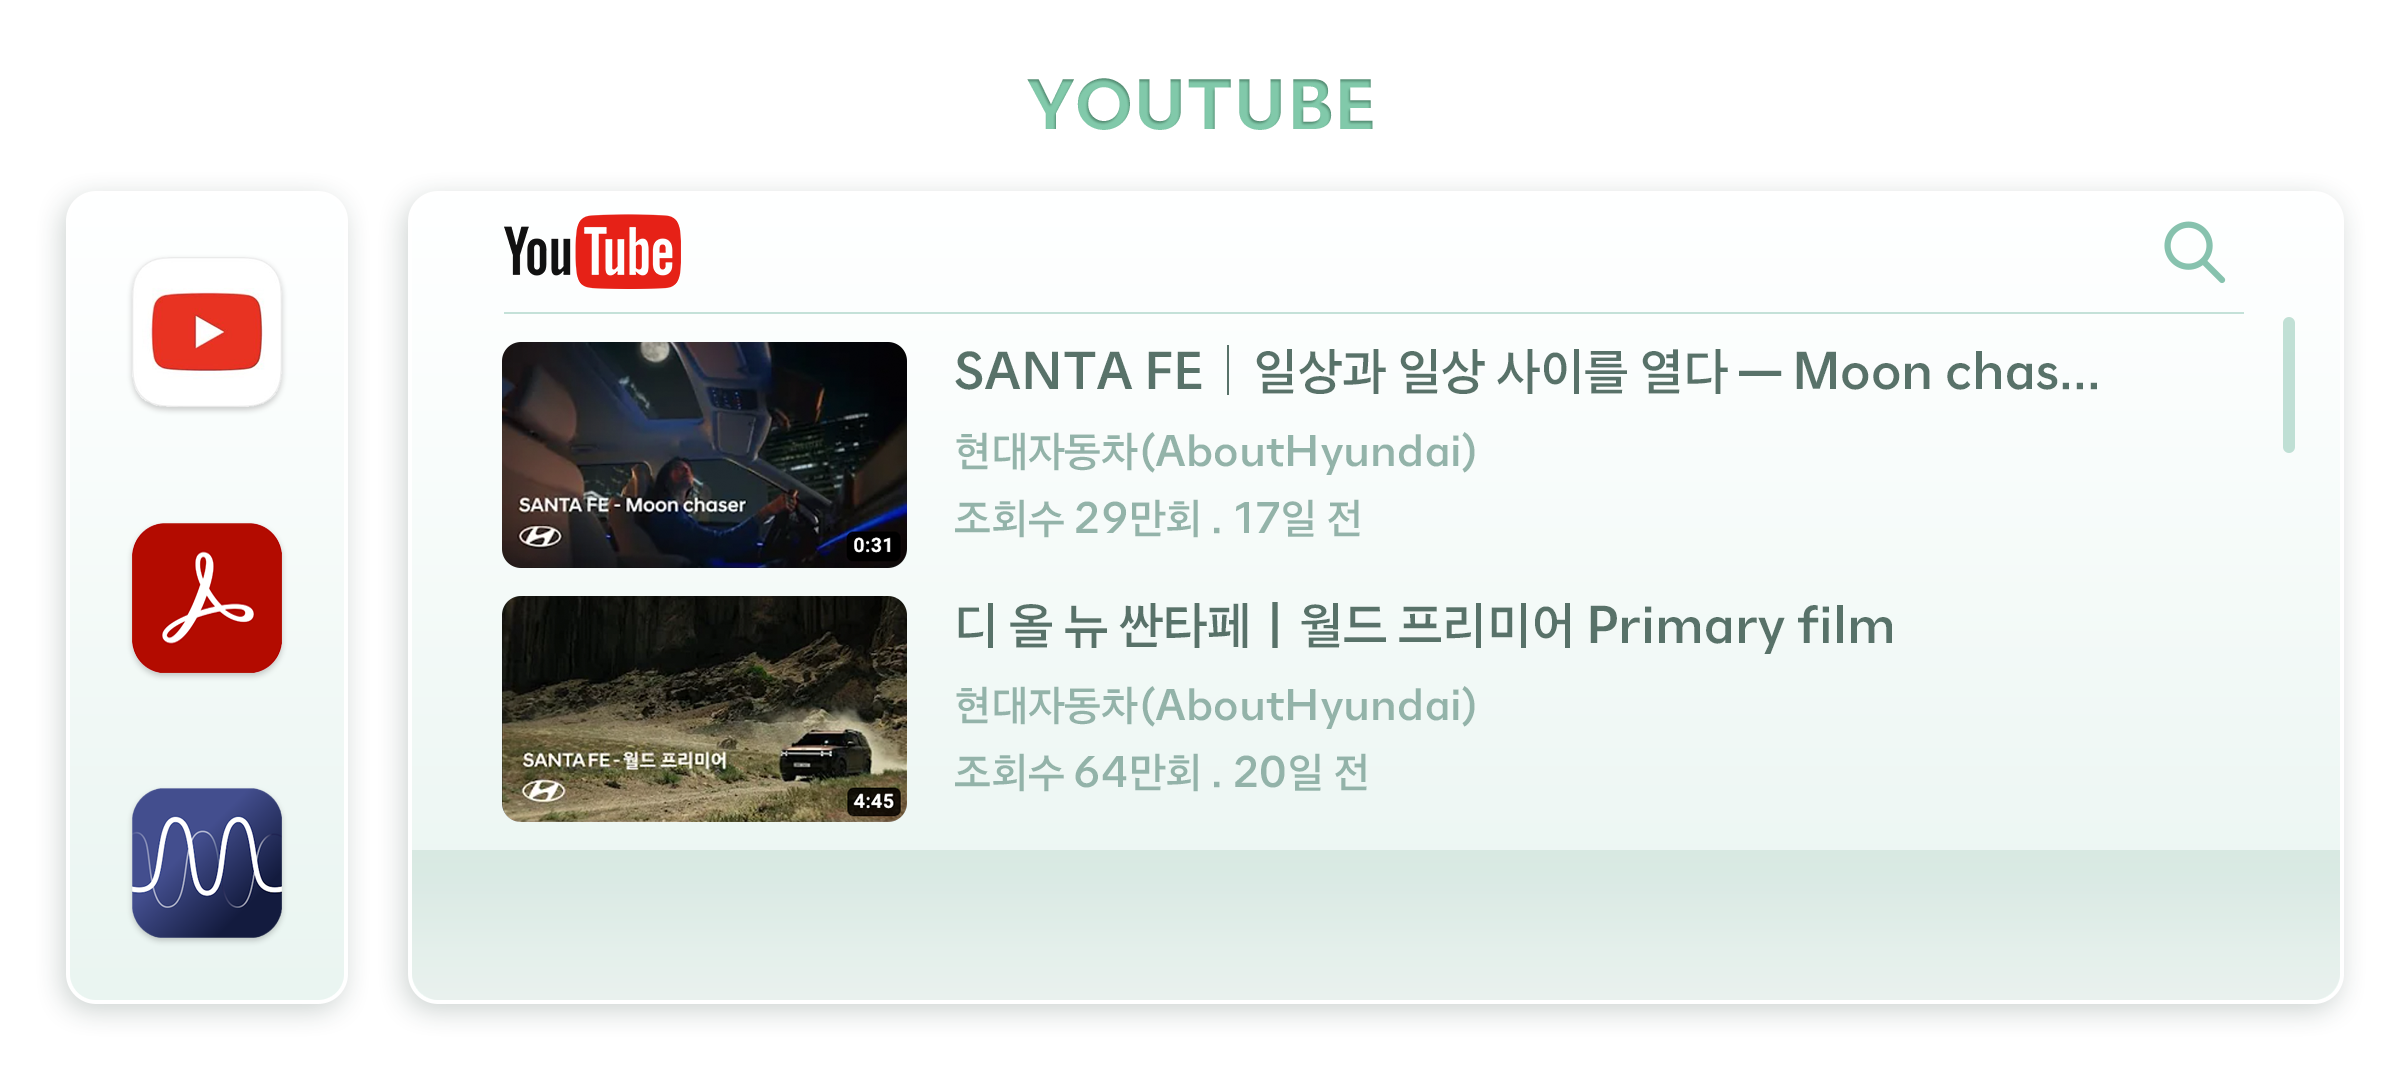 YOUTUBE
YouTube
SANTA FE - Moon chaser
0:31
SANTA FE│일상과 일상 사이를 열다 — Moon chas...
현대자동차(AboutHyundai)
조회수 29만회 . 17일 전
SANTA FE - 월드 프리미어
4:45
디 올 뉴 싼타페ㅣ월드 프리미어 Primary film
현대자동차(AboutHyundai)
조회수 64만회 . 20일 전